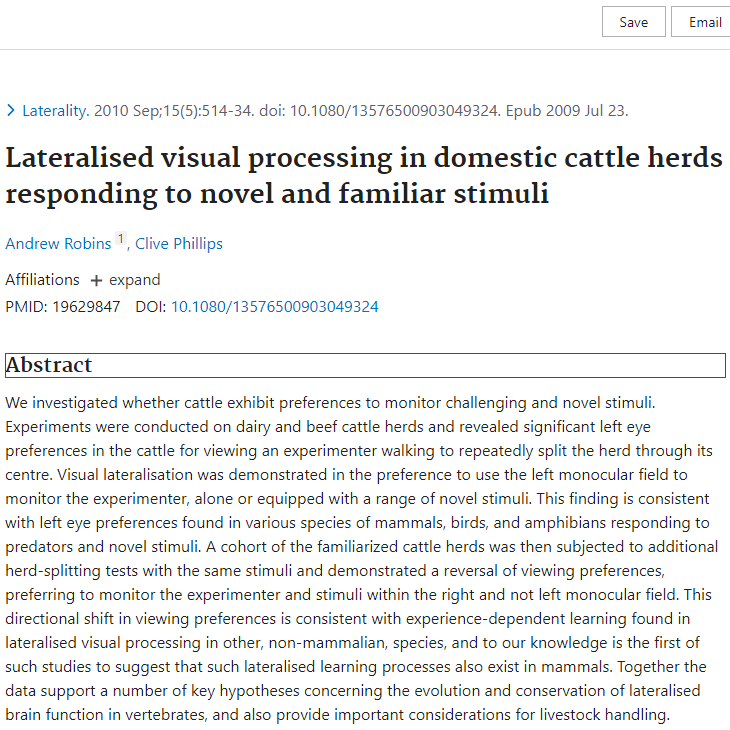 Save Email
> Laterality. 2010 Sep;15(5):514-34. doi: 10.1080/13576500903049324. Epub 2009 Jul 23.
Lateralised visual processing in domestic cattle herds
responding to novel and familiar stimuli
Andrew Robins 1, Clive Phillips
Affiliations + expand
PMID: 19629847 DOI: 10.1080/13576500903049324
Abstract
We investigated whether cattle exhibit preferences to monitor challenging and novel stimuli.
Experiments were conducted on dairy and beef cattle herds and revealed significant left eye
preferences in the cattle for viewing an experimenter walking to repeatedly split the herd through its
centre. Visual lateralisation was demonstrated in the preference to use the left monocular field to
monitor the experimenter, alone or equipped with a range of novel stimuli. This finding is consistent
with left eye preferences found in various species of mammals, birds, and amphibians responding to
predators and novel stimuli. A cohort of the familiarized cattle herds was then subjected to additional
herd-splitting tests with the same stimuli and demonstrated a reversal of viewing preferences,
preferring to monitor the experimenter and stimuli within the right and not left monocular field. This
directional shift in viewing preferences is consistent with experience-dependent learning found in
lateralised visual processing in other, non-mammalian, species, and to our knowledge is the first of
such studies to suggest that such lateralised learning processes also exist in mammals. Together the
data support a number of key hypotheses concerning the evolution and conservation of lateralised
brain function in vertebrates, and also provide important considerations for livestock handling.